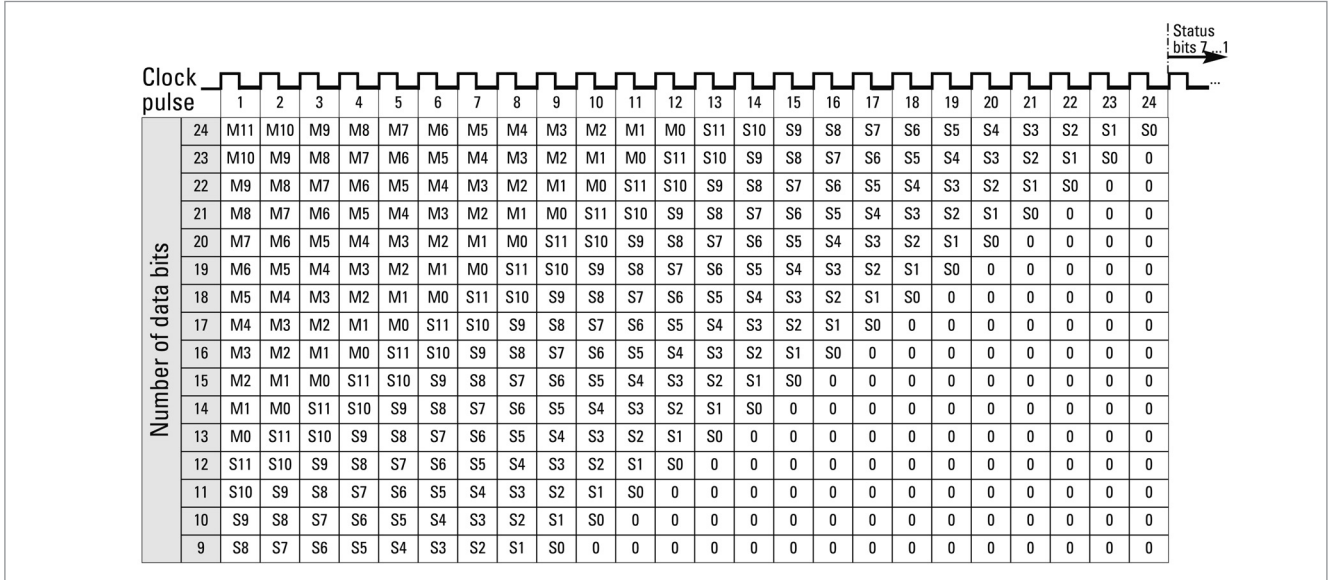 Status
bits 7 ...1
Clock
pulse
...
1 2 3 4 5 6 7 8 9 10 11 12 13 14 15 16 17 18 19 20 21 22 23 24
Number of data bits
24 M11 M10 M9 M8 M7 M6 M5 M4 M3 M2 M1 M0 S11 S10 S9 S8 S7 S6 S5 S4 S3 S2 S1 S0
23 M10 M9 M8 M7 M6 M5 M4 M3 M2 M1 M0 S11 S10 S9 S8 S7 S6 S5 S4 S3 S2 S1 S0 0
22 M9 M8 M7 M6 M5 M4 M3 M2 M1 M0 S11 S10 S9 S8 S7 S6 S5 S4 S3 S2 S1 S0 0 0
21 M8 M7 M6 M5 M4 M3 M2 M1 M0 S11 S10 S9 S8 S7 S6 S5 S4 S3 S2 S1 S0 0 0 0
20 M7 M6 M5 M4 M3 M2 M1 M0 S11 S10 S9 S8 S7 S6 S5 S4 S3 S2 S1 S0 0 0 0 0
19 M6 M5 M4 M3 M2 M1 M0 S11 S10 S9 S8 S7 S6 S5 S4 S3 S2 S1 S0 0 0 0 0 0
18 M5 M4 M3 M2 M1 M0 S11 S10 S9 S8 S7 S6 S5 S4 S3 S2 S1 S0 0 0 0 0 0 0
17 M4 M3 M2 M1 M0 S11 S10 S9 S8 S7 S6 S5 S4 S3 S2 S1 S0 0 0 0 0 0 0 0
16 M3 M2 M1 M0 S11 S10 S9 S8 S7 S6 S5 S4 S3 S2 S1 S0 0 0 0 0 0 0 0 0
15 M2 M1 M0 S11 S10 S9 S8 S7 S6 S5 S4 S3 S2 S1 S0 0 0 0 0 0 0 0 0 0
14 M1 M0 S11 S10 S9 S8 S7 S6 S5 S4 S3 S2 S1 S0 0 0 0 0 0 0 0 0 0 0
13 M0 S11 S10 S9 S8 S7 S6 S5 S4 S3 S2 S1 S0 0 0 0 0 0 0 0 0 0 0 0
12 S11 S10 S9 S8 S7 S6 S5 S4 S3 S2 S1 S0 0 0 0 0 0 0 0 0 0 0 0 0
11 S10 S9 S8 S7 S6 S5 S4 S3 S2 S1 S0 0 0 0 0 0 0 0 0 0 0 0 0 0
10 S9 S8 S7 S6 S5 S4 S3 S2 S1 S0 0 0 0 0 0 0 0 0 0 0 0 0 0 0
9 S8 S7 S6 S5 S4 S3 S2 S1 S0 0 0 0 0 0 0 0 0 0 0 0 0 0 0 0